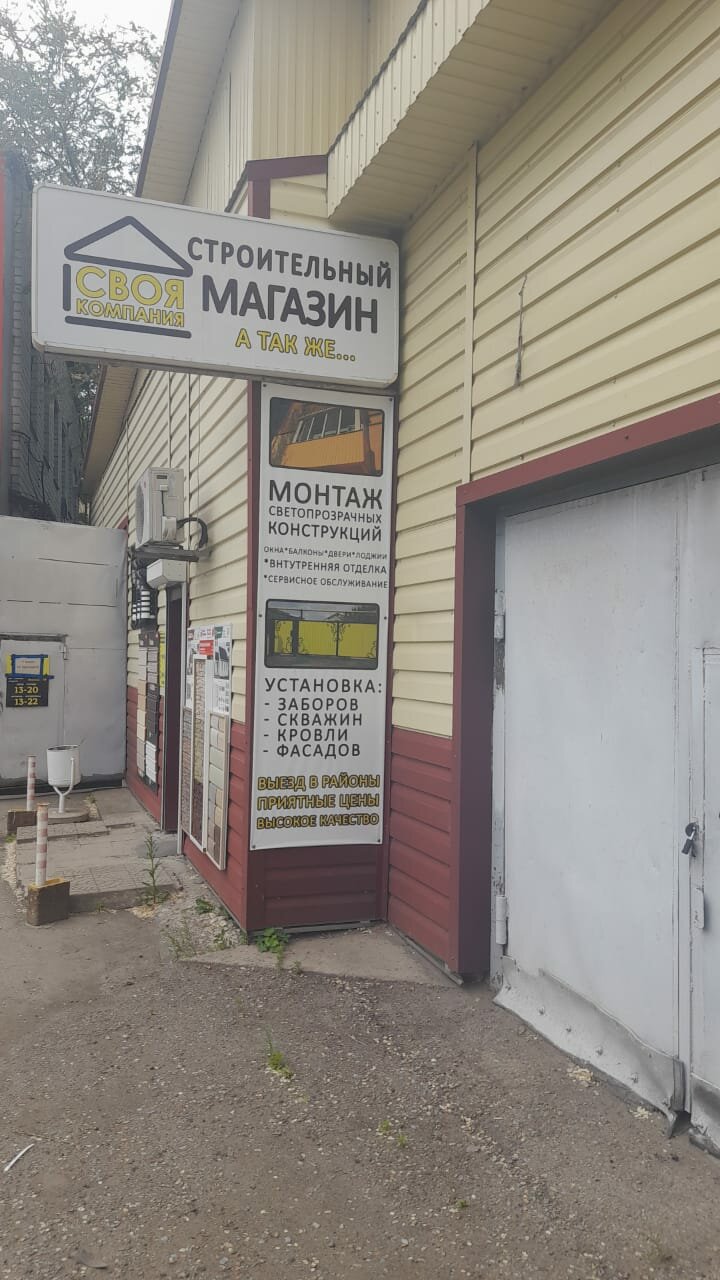 СВОЯ
КОМПАНИЯ
СТРОИТЕЛЬНЫЙ
МАГАЗИН
А ТАК ЖЕ...
МОНТАЖ
СВЕТОПРОЗРАЧНЫХ
КОНСТРУКЦИЙ
ОКНА*БАЛКОНЫ*ДВЕРИ*ЛОДЖИИ
*ВНТУТРЕННЯЯ ОТДЕЛКА
*СЕРВИСНОЕ ОБСЛУЖИВАНИЕ
УСТАНОВКА:
- ЗАБОРОВ
- СКВАЖИН
- КРОВЛИ
- ФАСАДОВ
ВЫЕЗД В РАЙОНЫ
ПРИЯТНЫЕ ЦЕНЫ
ВЫСОКОЕ КАЧЕСТВО
13-20
13-22